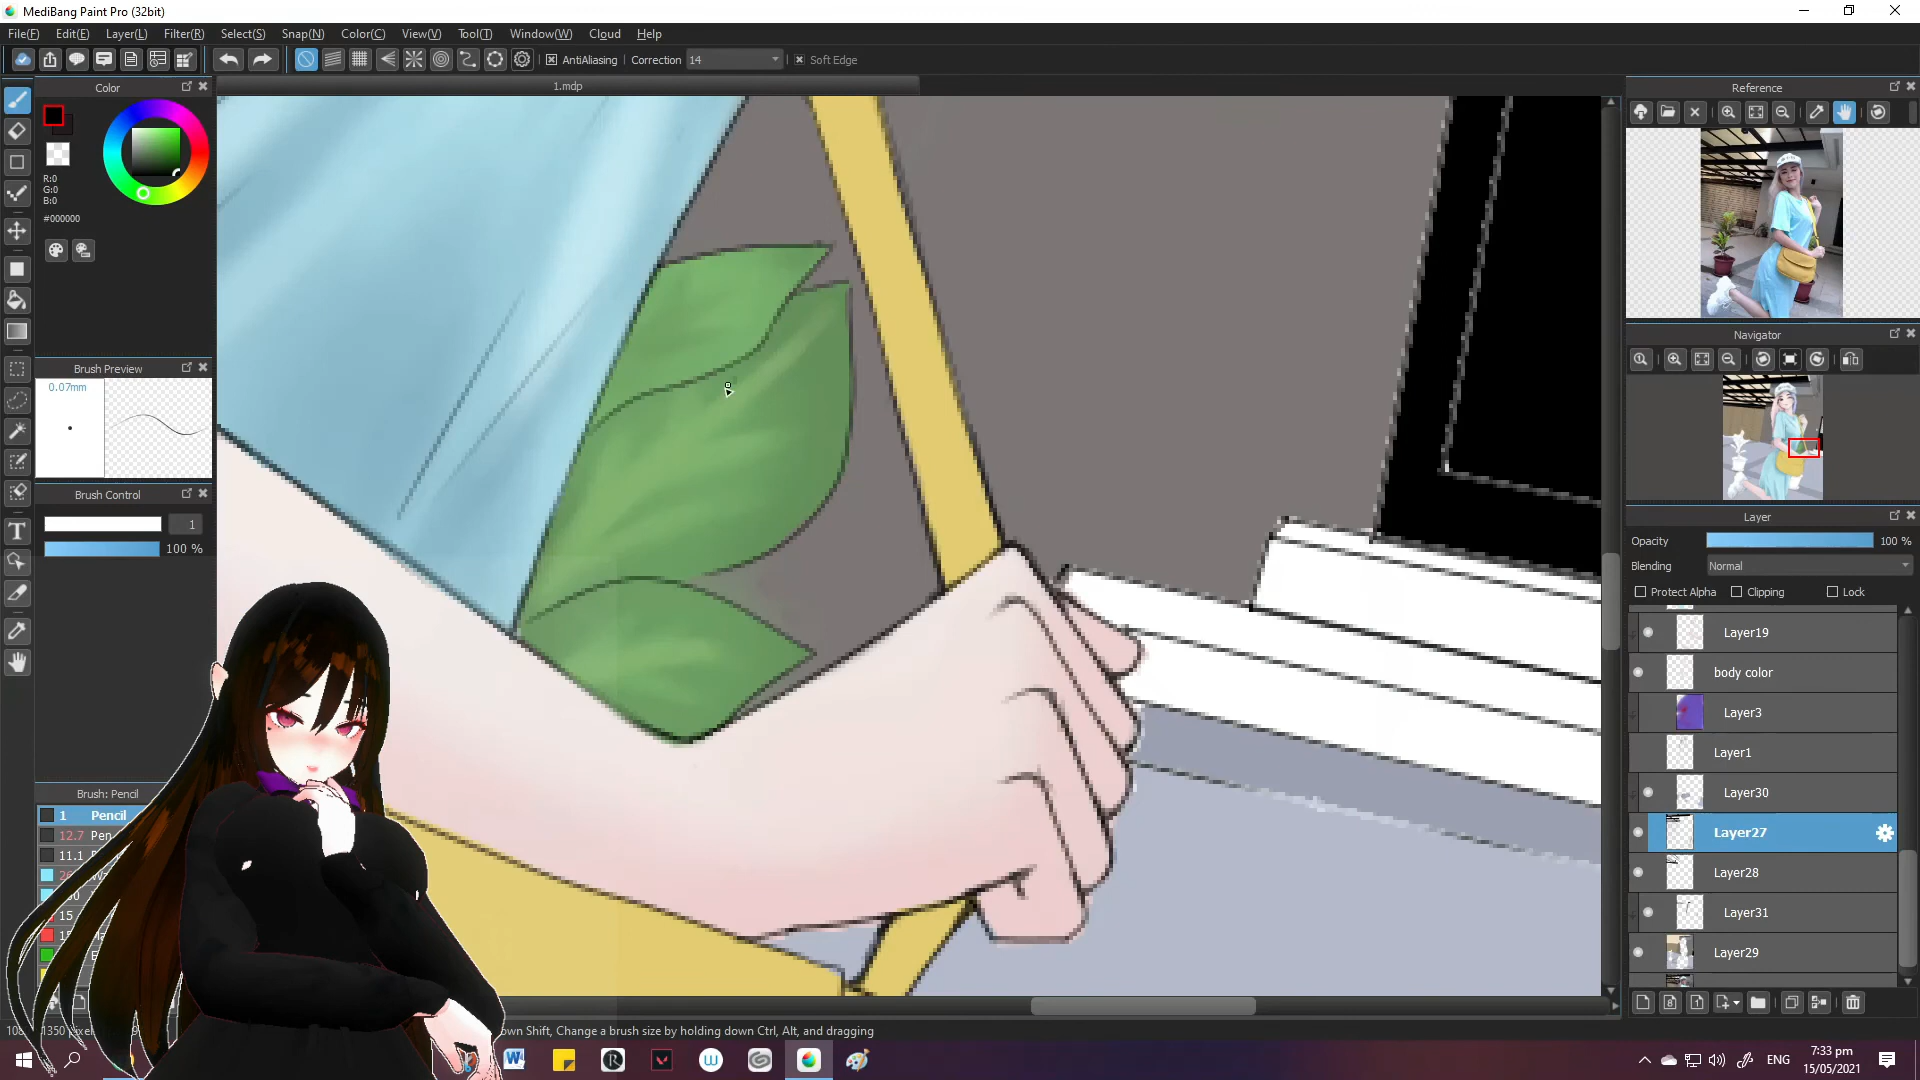 MediBang Paint Pro (32bit)
File(F) Edit(E) Layer(L) Filter(R) Select(S) Snap(N) Color(C) View(V) Tool(T) Window(W) Cloud Help
AntiAliasing Correction 14 Soft Edge
Color
1.mdp
Reference
R:0
G:0
B:0
#000000
Navigator
Brush Preview
0.07mm
Brush Control
1
100 %
Layer
Opacity 100 %
Blending Normal
Protect Alpha Clipping Lock
Layer19
body color
Layer3
Layer1
Layer30
Layer27
Layer28
Layer31
Layer29
Brush: Pencil
1 Pencil
12.7 Pen
11.1
15
own Shift, Change a brush size by holding down Ctrl, Alt, and dragging
ENG
7:33 pm
15/05/2021